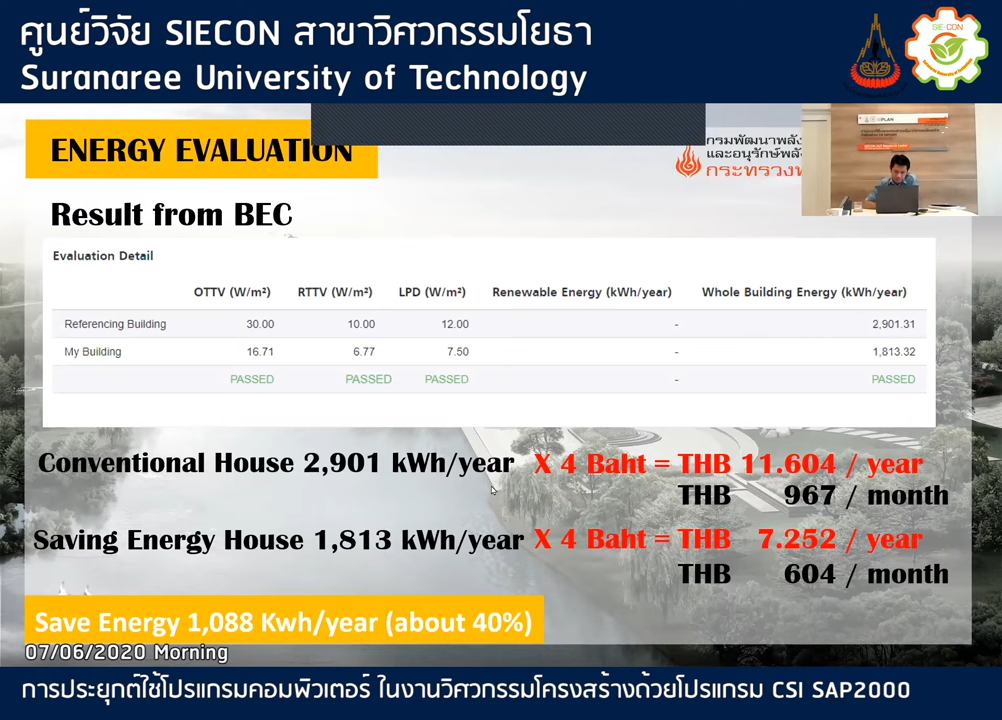 ศูนย์วิจัย SIECON สาขาวิศวกรรมโยธา
Suranaree University of Technology
ENERGY EVALUATION
กรมพัฒนาพลัง
และอนุรักษ์พลั
กระทรวงพ
SIPLAN
Result from BEC
Evaluation Detail
OTTV (W/m²) RTTV (W/m²) LPD (W/m²) Renewable Energy (kWh/year) Whole Building Energy (kWh/year)
Referencing Building 30.00 10.00 12.00 - 2,901.31
My Building 16.71 6.77 7.50 - 1,813.32
PASSED PASSED PASSED - PASSED
Conventional House 2,901 kWh/year X 4 Baht = THB 11.604 / year
THB 967 / month
Saving Energy House 1,813 kWh/year X 4 Baht = THB 7.252 / year
THB 604 / month
Save Energy 1,088 Kwh/year (about 40%)
07/06/2020 Morning
การประยุกต์ใช้โปรแกรมคอมพิวเตอร์ ในงานวิศวกรรมโครงสร้างด้วยโปรแกรม CSI SAP2000